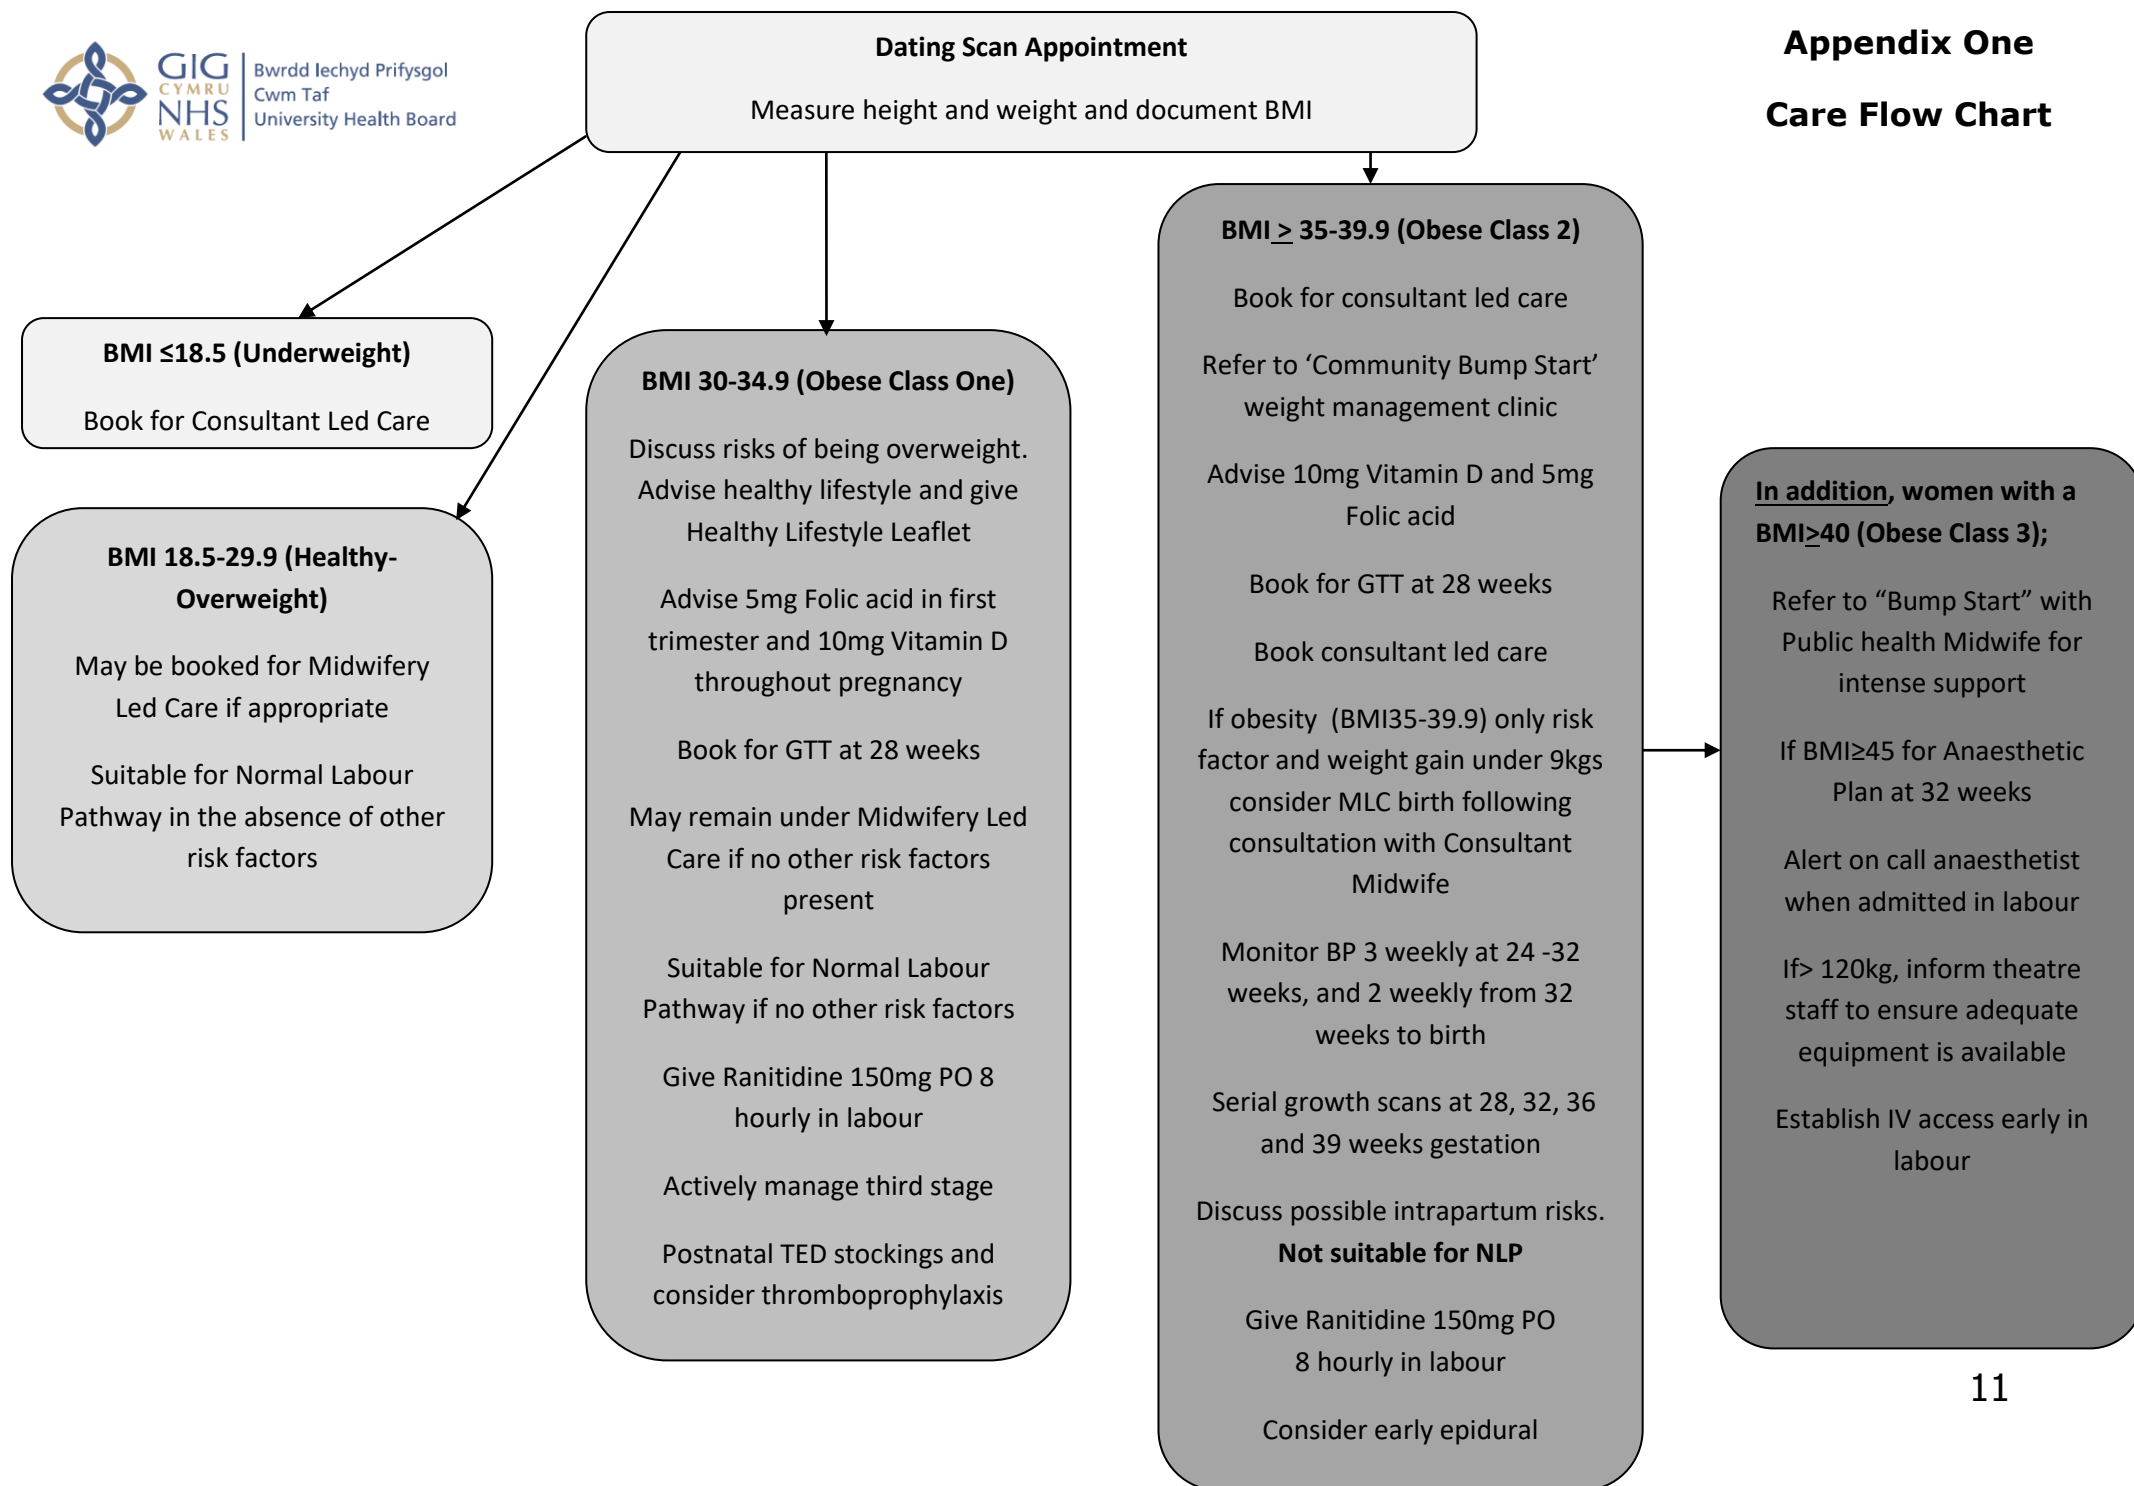 GIG
CYMRU
NHS
WALES
Bwrdd Iechyd Prifysgol
Cwm Taf
University Health Board
Dating Scan Appointment
Measure height and weight and document BMI
Appendix One
Care Flow Chart
BMI ≤18.5 (Underweight)
Book for Consultant Led Care
BMI 18.5-29.9 (Healthy-
Overweight)
May be booked for Midwifery
Led Care if appropriate
Suitable for Normal Labour
Pathway in the absence of other
risk factors
BMI 30-34.9 (Obese Class One)
Discuss risks of being overweight.
Advise healthy lifestyle and give
Healthy Lifestyle Leaflet
Advise 5mg Folic acid in first
trimester and 10mg Vitamin D
throughout pregnancy
Book for GTT at 28 weeks
May remain under Midwifery Led
Care if no other risk factors
present
Suitable for Normal Labour
Pathway if no other risk factors
Give Ranitidine 150mg PO 8
hourly in labour
Actively manage third stage
Postnatal TED stockings and
consider thromboprophylaxis
BMI > 35-39.9 (Obese Class 2)
Book for consultant led care
Refer to ‘Community Bump Start’
weight management clinic
Advise 10mg Vitamin D and 5mg
Folic acid
Book for GTT at 28 weeks
Book consultant led care
If obesity (BMI35-39.9) only risk
factor and weight gain under 9kgs
consider MLC birth following
consultation with Consultant
Midwife
Monitor BP 3 weekly at 24 -32
weeks, and 2 weekly from 32
weeks to birth
Serial growth scans at 28, 32, 36
and 39 weeks gestation
Discuss possible intrapartum risks.
Not suitable for NLP
Give Ranitidine 150mg PO
8 hourly in labour
Consider early epidural
In addition, women with a
BMI>40 (Obese Class 3);
Refer to “Bump Start” with
Public health Midwife for
intense support
If BMI≥45 for Anaesthetic
Plan at 32 weeks
Alert on call anaesthetist
when admitted in labour
If> 120kg, inform theatre
staff to ensure adequate
equipment is available
Establish IV access early in
labour
11